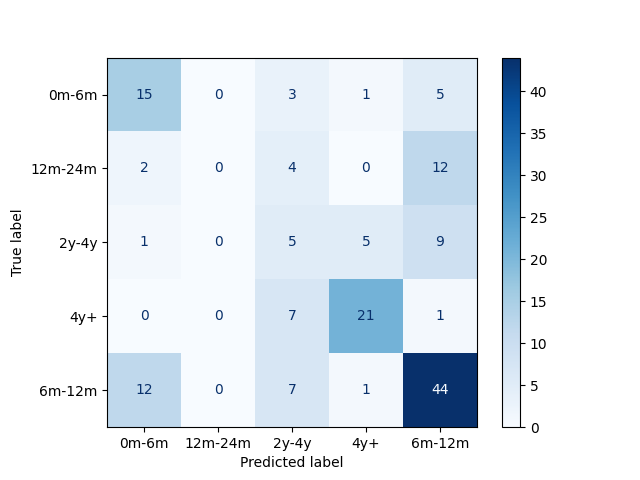 0m-6m 15 0 3 1 5
12m-24m 2 0 4 0 12
2y-4y 1 0 5 5 9
4y+ 0 0 7 21 1
6m-12m 12 0 7 1 44
0m-6m 12m-24m 2y-4y 4y+ 6m-12m
Predicted label
True label
40
35
30
25
20
15
10
5
0